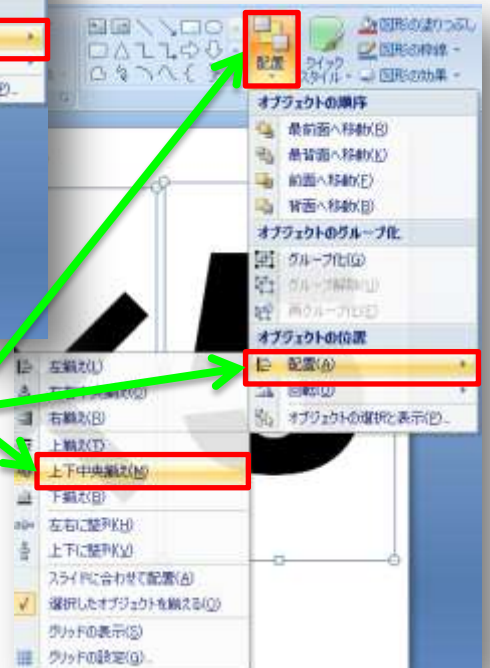 配置
クイック
スタイル
図形の塗りつぶし
図形の枠線
図形の効果
オブジェクトの順序
最前面へ移動(R)
最背面へ移動(K)
前面へ移動(F)
背面へ移動(B)
オブジェクトのグループ化
グループ化(G)
グループ解除(U)
再グループ化(E)
オブジェクトの位置
配置(A)
回転(O)
オブジェクトの選択と表示(P)...
左揃え(L)
左右中央揃え(C)
右揃え(R)
上揃え(T)
上下中央揃え(M)
下揃え(B)
左右に整列(H)
上下に整列(V)
スライドに合わせて配置(A)
選択したオブジェクトを揃える(O)
グリッドの表示(S)
グリッドの設定(G)...